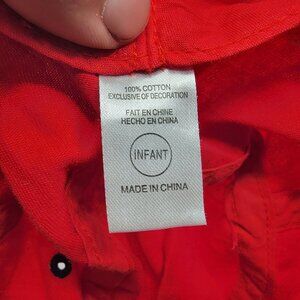 100% COTTON
EXCLUSIVE OF DECORATION
FAIT EN CHINE
HECHO EN CHINA
INFANT
MADE IN CHINA